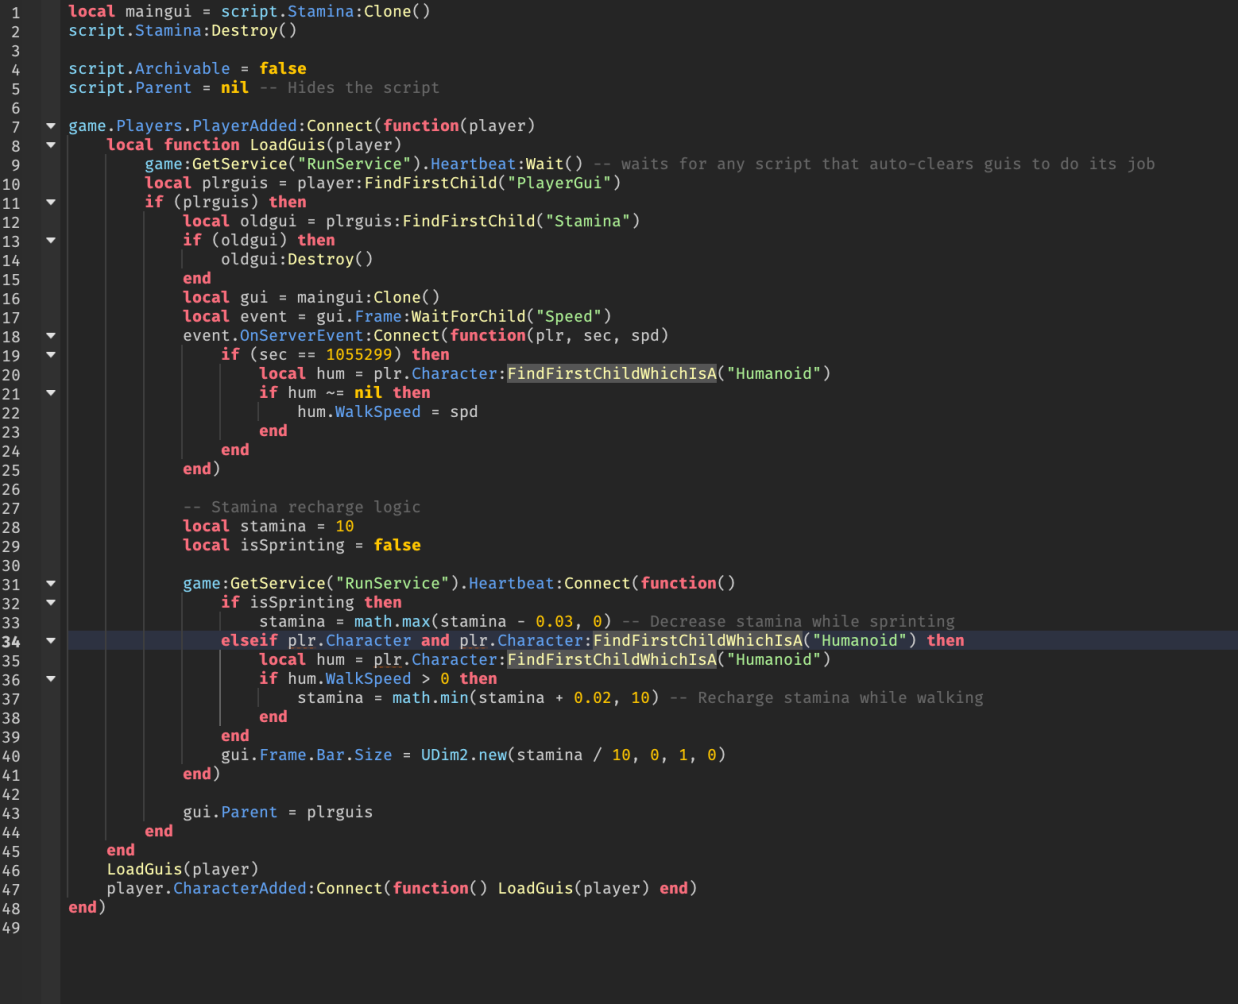 1 local maingui = script.Stamina:Clone()
2 script.Stamina:Destroy()
3
4 script.Archivable = false
5 script.Parent = nil -- Hides the script
6
7 game.Players.PlayerAdded:Connect(function(player)
8     local function LoadGuis(player)
9         game:GetService("RunService").Heartbeat:Wait() -- waits for any script that auto-clears guis to do its job
10         local plrguis = player:FindFirstChild("PlayerGui")
11         if (plrguis) then
12             local oldgui = plrguis:FindFirstChild("Stamina")
13             if (oldgui) then
14                 oldgui:Destroy()
15             end
16             local gui = maingui:Clone()
17             local event = gui.Frame:WaitForChild("Speed")
18             event.OnServerEvent:Connect(function(plr, sec, spd)
19                 if (sec == 1055299) then
20                     local hum = plr.Character:FindFirstChildWhichIsA("Humanoid")
21                     if hum ~= nil then
22                         hum.WalkSpeed = spd
23                     end
24                 end
25             end)
26
27             -- Stamina recharge logic
28             local stamina = 10
29             local isSprinting = false
30
31             game:GetService("RunService").Heartbeat:Connect(function()
32                 if isSprinting then
33                     stamina = math.max(stamina - 0.03, 0) -- Decrease stamina while sprinting
34                 elseif plr.Character and plr.Character:FindFirstChildWhichIsA("Humanoid") then
35                     local hum = plr.Character:FindFirstChildWhichIsA("Humanoid")
36                     if hum.WalkSpeed > 0 then
37                         stamina = math.min(stamina + 0.02, 10) -- Recharge stamina while walking
38                     end
39                 end
40                 gui.Frame.Bar.Size = UDim2.new(stamina / 10, 0, 1, 0)
41             end)
42
43             gui.Parent = plrguis
44         end
45     end
46     LoadGuis(player)
47     player.CharacterAdded:Connect(function() LoadGuis(player) end)
48 end)
49